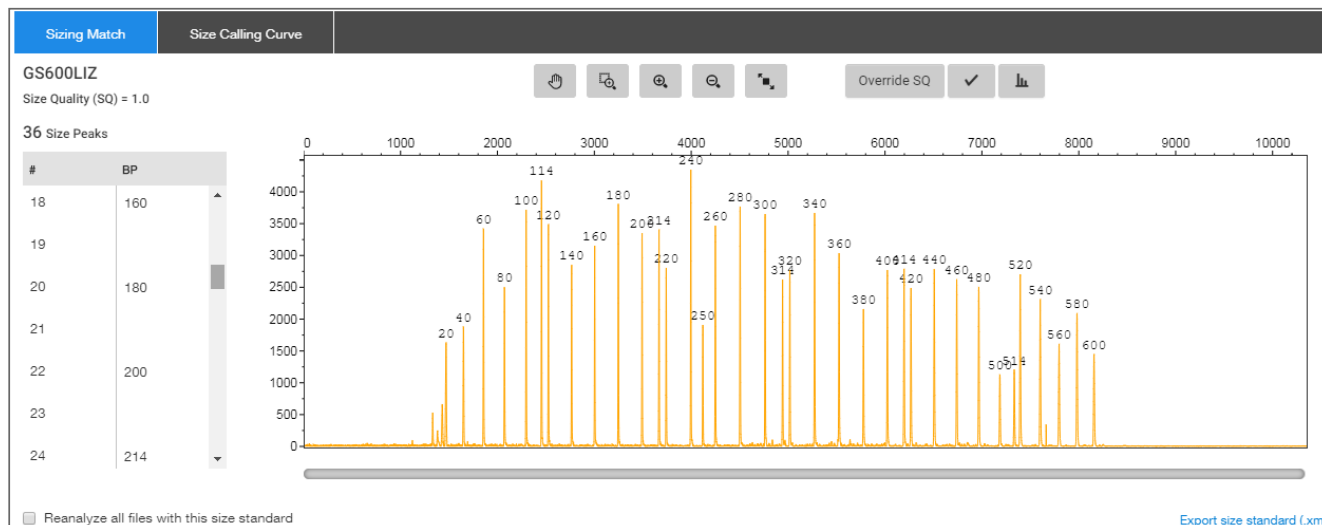 Sizing Match Size Calling Curve
GS600LIZ
Size Quality (SQ) = 1.0
Override SQ
36 Size Peaks
# BP
18 160
19
20 180
21
22 200
23
24 214
0 1000 2000 3000 4000 5000 6000 7000 8000 9000 10000
4000
3500
3000
2500
2000
1500
1000
500
0
20 40 60 80 100 114 120 140 160 180 200 214 220 240 250 260 280 300 314 320 340 360 380 400 414 420 440 460 480 500 514 520 540 560 580 600
Reanalyze all files with this size standard
Export size standard (.xm